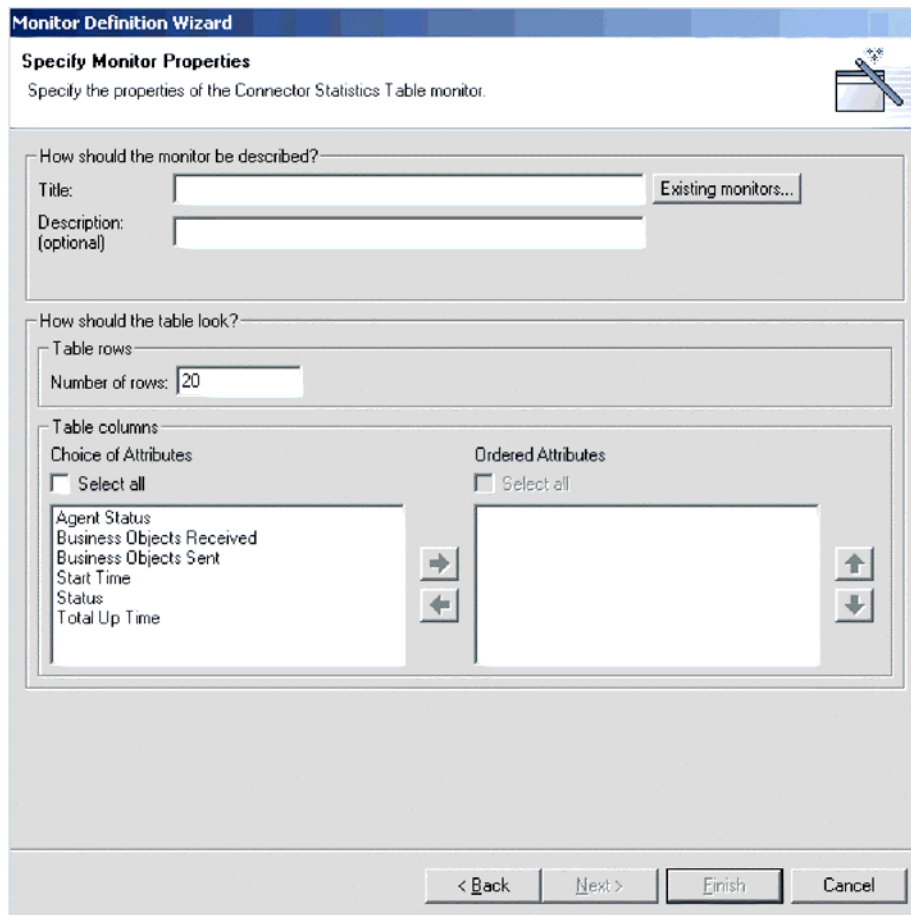 Monitor Definition Wizard
Specify Monitor Properties
Specify the properties of the Connector Statistics Table monitor.
How should the monitor be described?
Title:
Existing monitors...
Description:
(optional)
How should the table look?
Table rows
Number of rows: 20
Table columns
Choice of Attributes
Ordered Attributes
Select all
Select all
Agent Status
Business Objects Received
Business Objects Sent
Start Time
Status
Total Up Time
< Back
Next >
Finish
Cancel